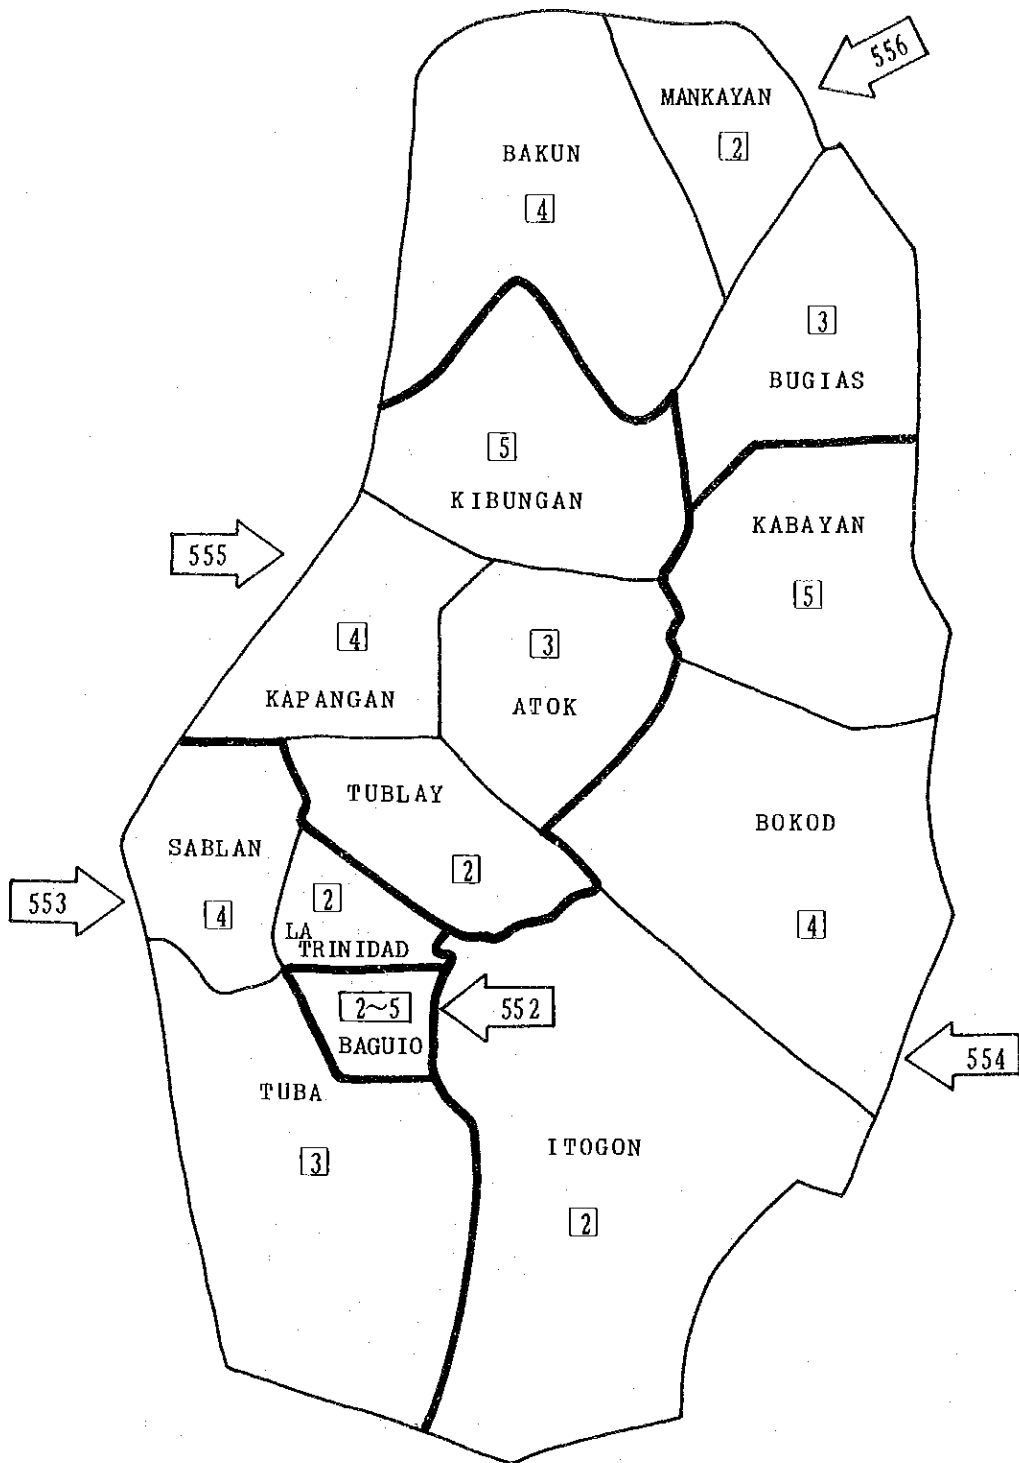 556
MANKAYAN
2
BAKUN
4
3
BUGIAS
5
KIBUNGAN
KABAYAN
5
555
4
KAPANGAN
3
ATOK
TUBLAY
2
BOKOD
4
SABLAN
4
553
2
LA
TRINIDAD
2~5
BAGUIO
552
554
TUBA
3
ITOGON
2